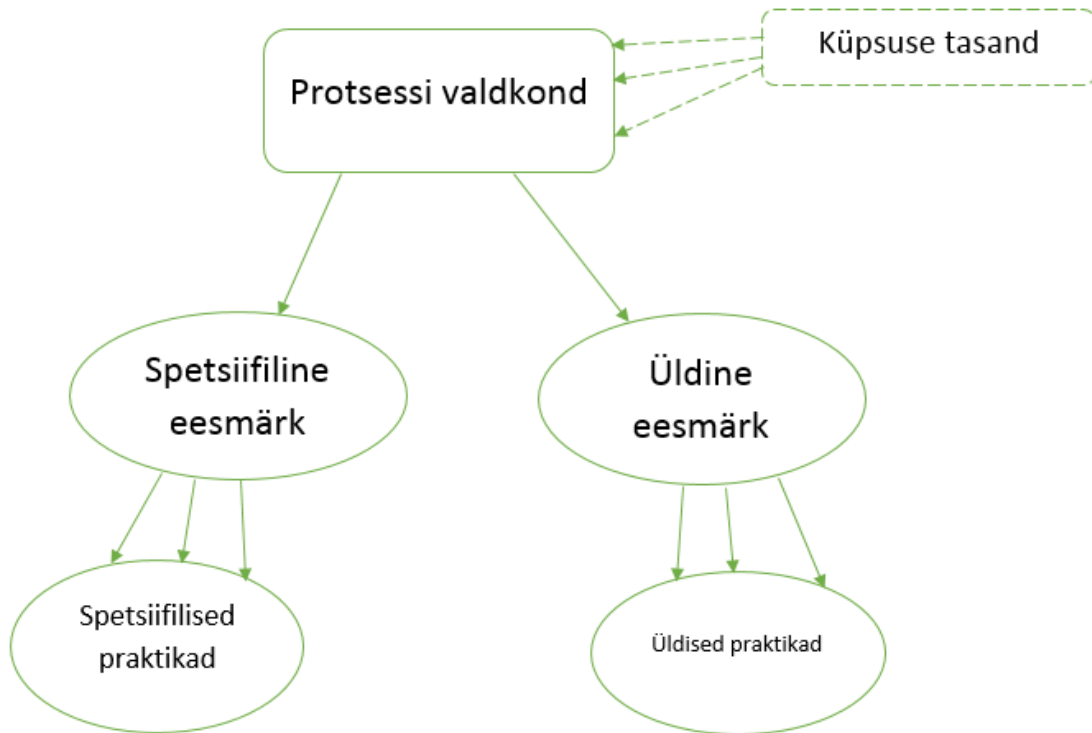 Küpsuse tasand
Protsessi valdkond
Spetsiifiline
eesmärk
Üldine
eesmärk
Spetsiifilised
praktikad
Üldised praktikad